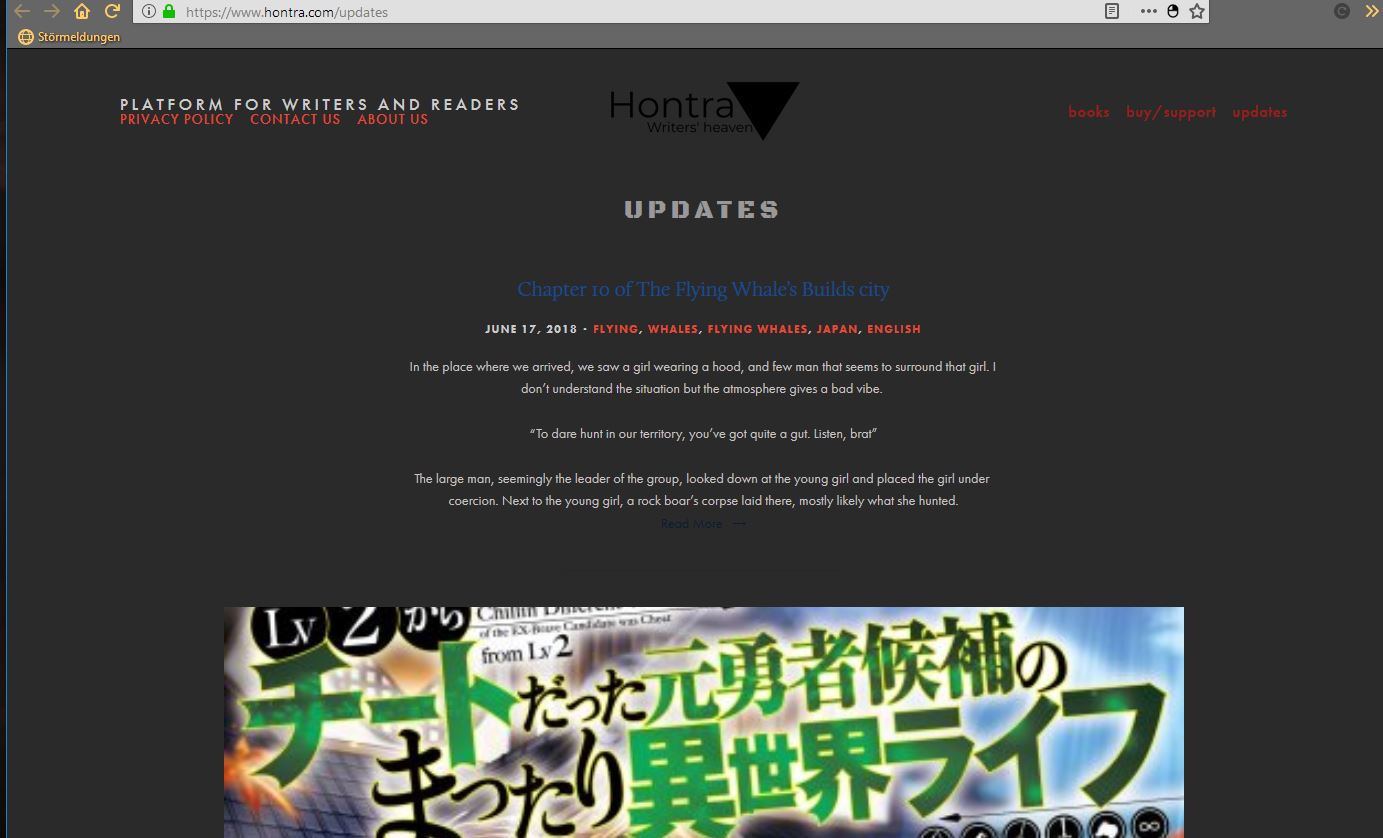 https://www.hontra.com/updates
Störmeldungen
PLATFORM FOR WRITERS AND READERS
PRIVACY POLICY CONTACT US ABOUT US
Hontra
Writers' heaven
books buy/support updates
UPDATES
Chapter 10 of The Flying Whale's Builds city
JUNE 17, 2018 · FLYING, WHALES, FLYING WHALES, JAPAN, ENGLISH
In the place where we arrived, we saw a girl wearing a hood, and few man that seems to surround that girl. I
don't understand the situation but the atmosphere gives a bad vibe.
“To dare hunt in our territory, you've got quite a gut. Listen, brat”
The large man, seemingly the leader of the group, looked down at the young girl and placed the girl under
coercion. Next to the young girl, a rock boar's corpse laid there, mostly likely what she hunted.
Read More →
Lv2から
Chillin Different
of the EX-Brave Candidate was Cheat
from Lv2
チートだった元勇者候補の
まったり異世界ライフ